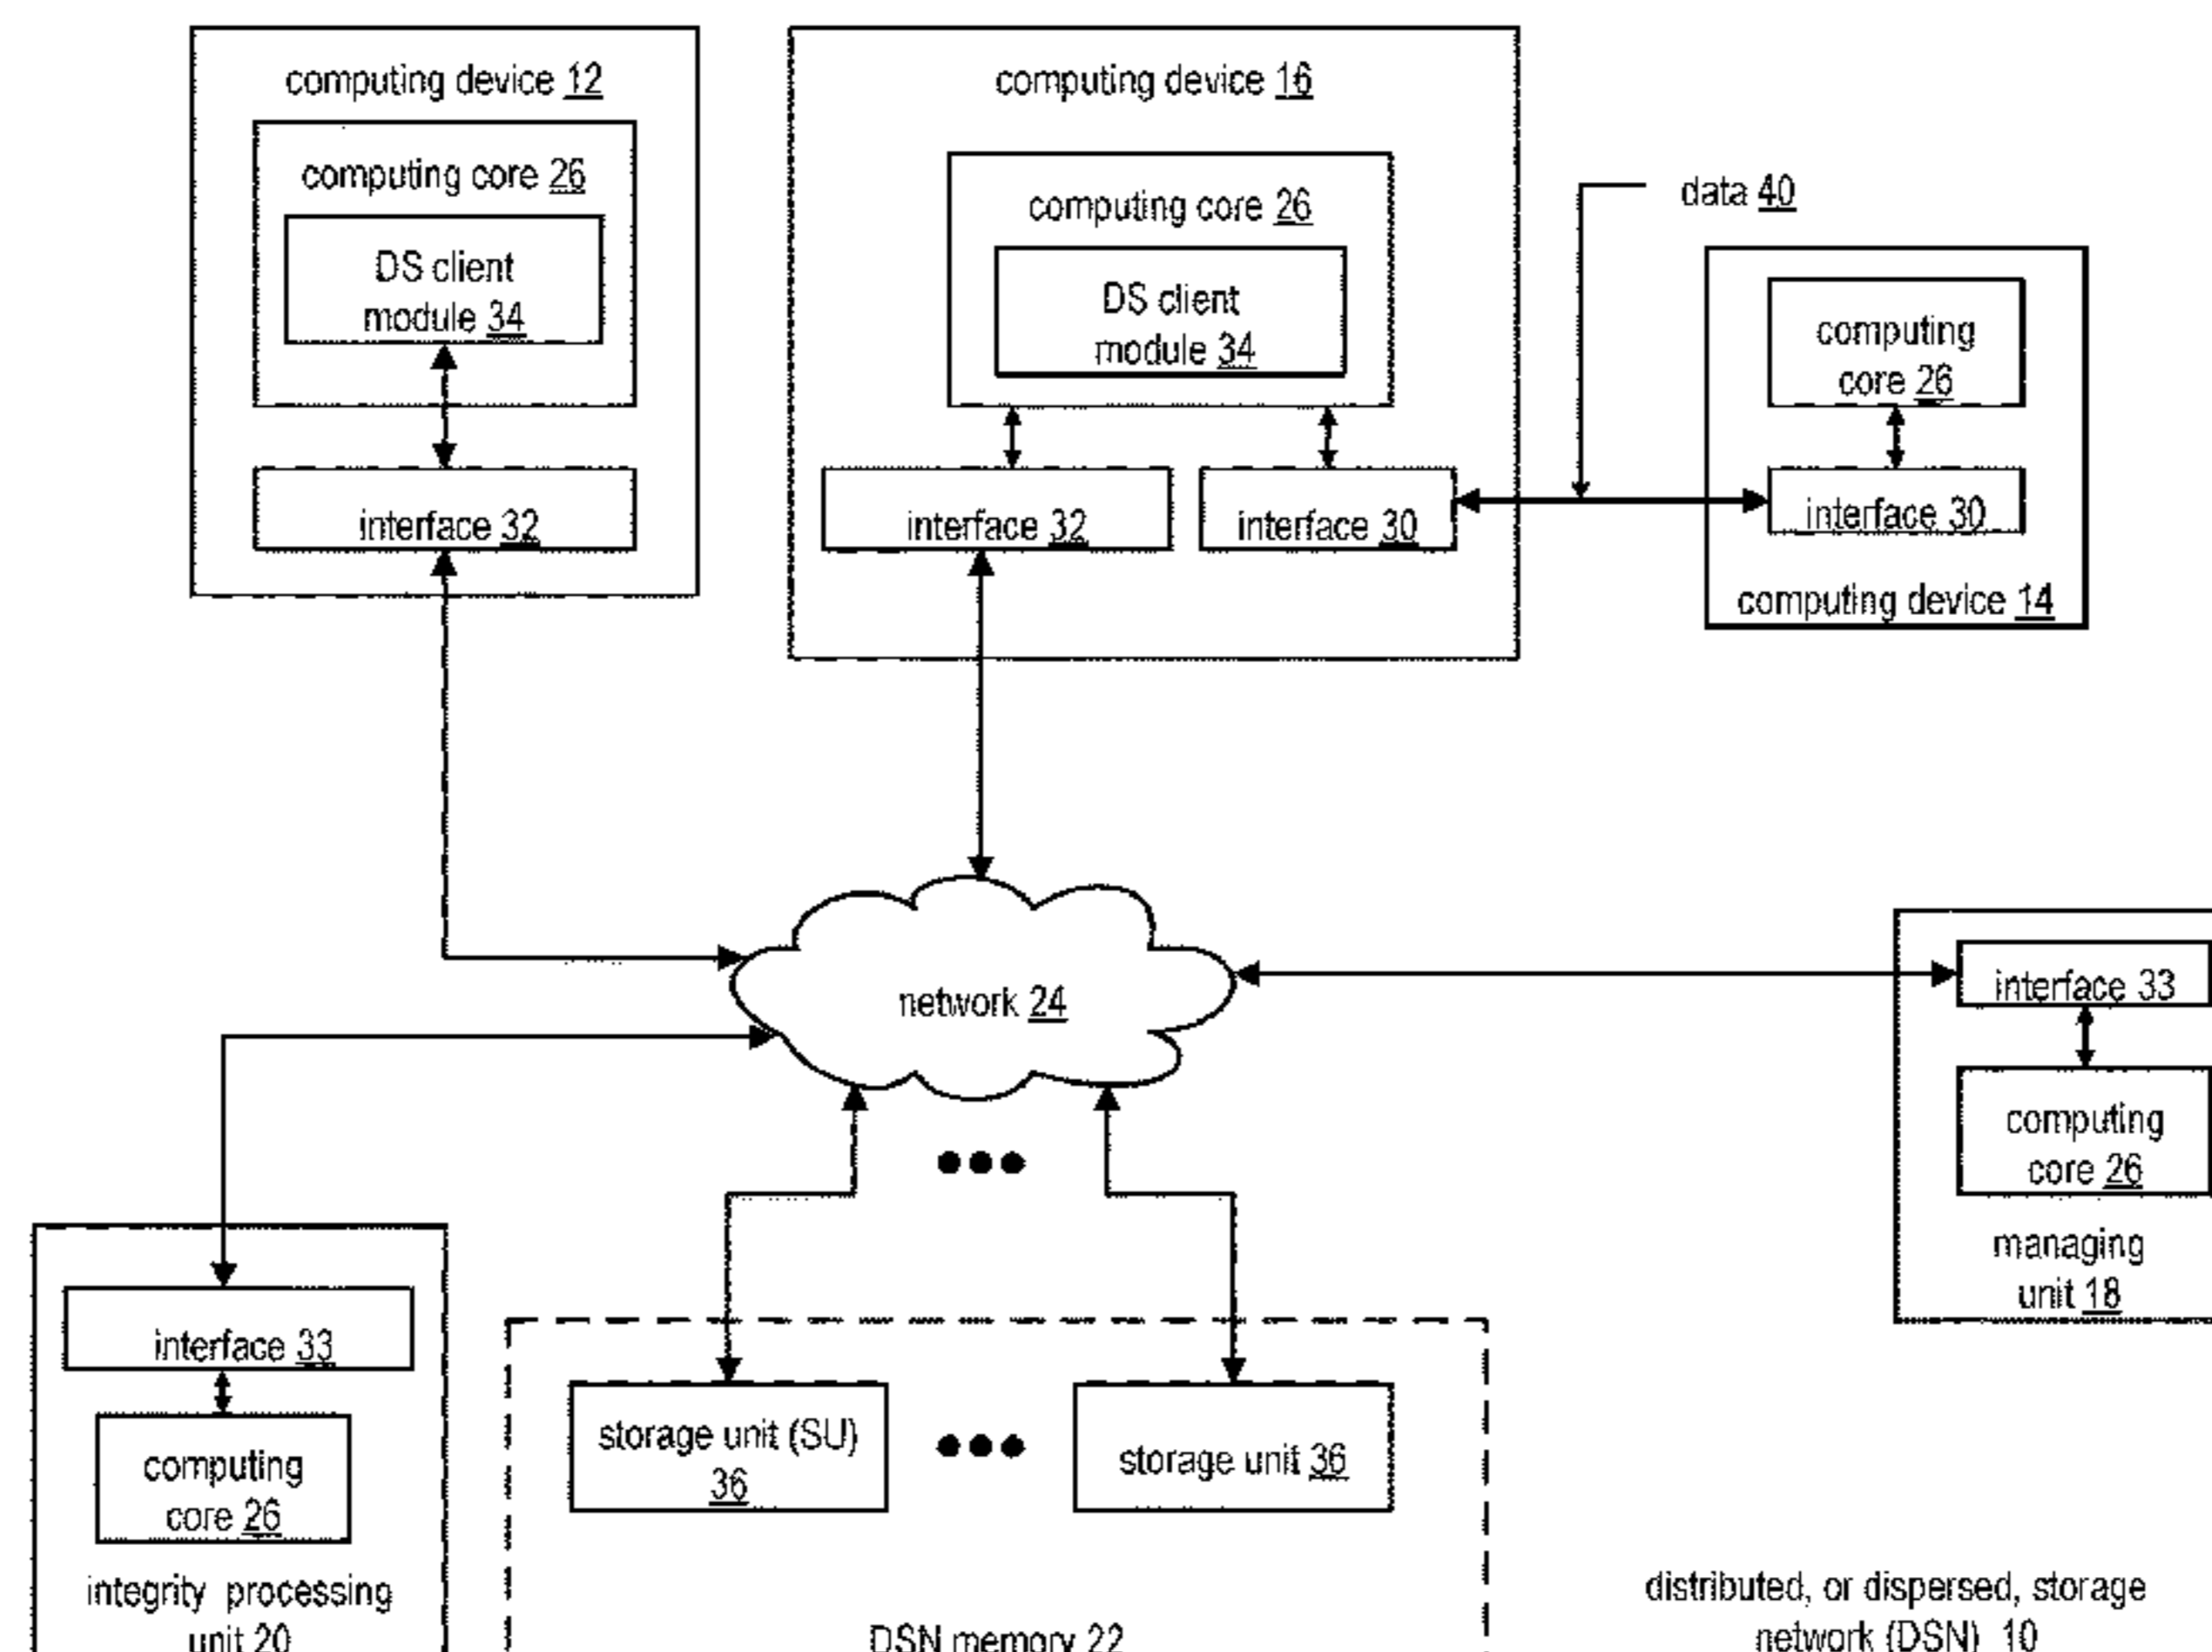 computing device 12
computing core 26
DS client
module 34
interface 32
computing device 16
computing core 26
DS client
module 34
interface 32
interface 30
data 40
computing
core 26
interface 30
computing device 14
network 24
interface 33
computing
core 26
managing
unit 18
interface 33
computing
core 26
integrity processing
unit 20
storage unit (SU)
36
storage unit 36
DSN memory 22
distributed, or dispersed, storage
network (DSN) 10